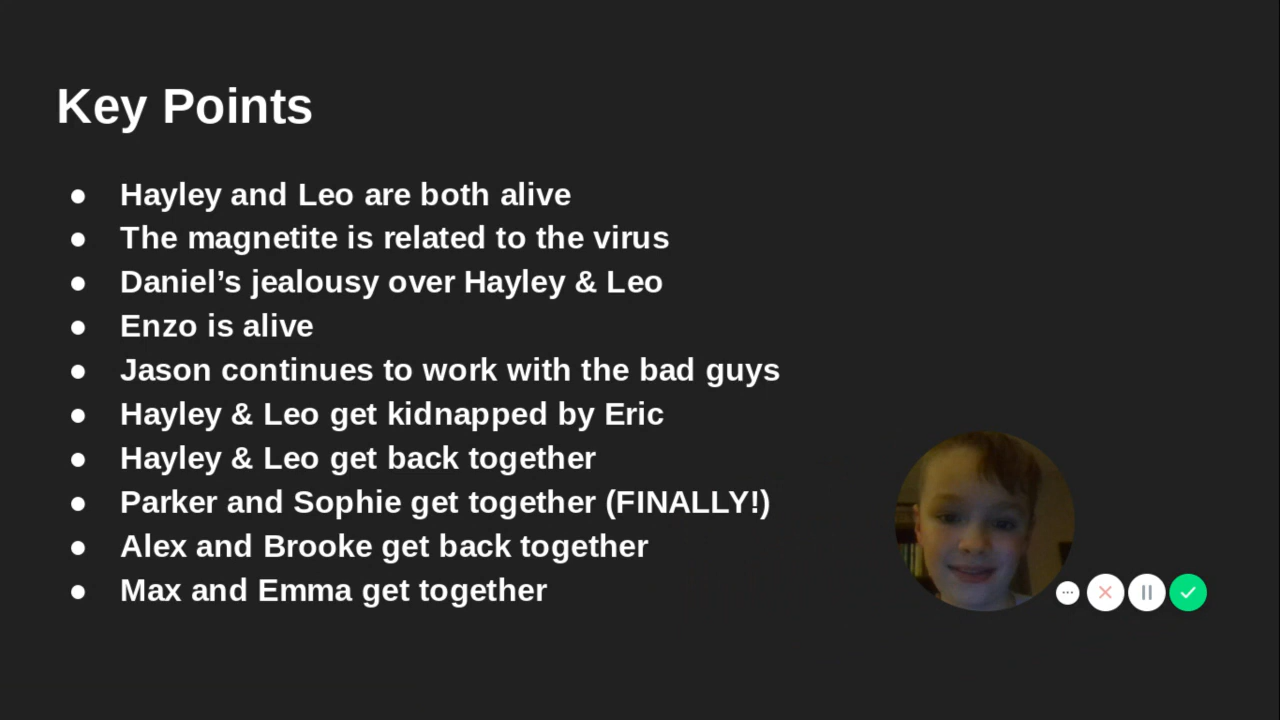 Key Points
● Hayley and Leo are both alive
● The magnetite is related to the virus
● Daniel’s jealousy over Hayley & Leo
● Enzo is alive
● Jason continues to work with the bad guys
● Hayley & Leo get kidnapped by Eric
● Hayley & Leo get back together
● Parker and Sophie get together (FINALLY!)
● Alex and Brooke get back together
● Max and Emma get together